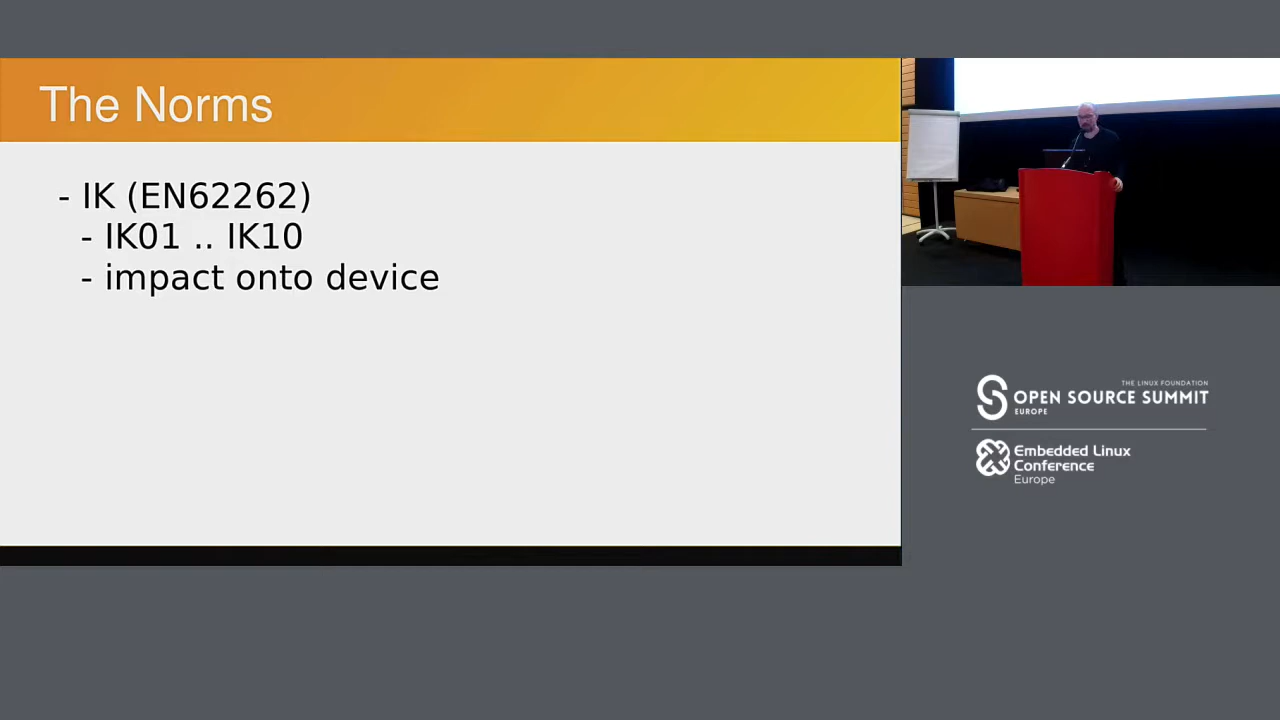 The Norms
- IK (EN62262)
- IK01 .. IK10
- impact onto device
THE LINUX FOUNDATION
OPEN SOURCE SUMMIT
EUROPE
Embedded Linux
Conference
Europe